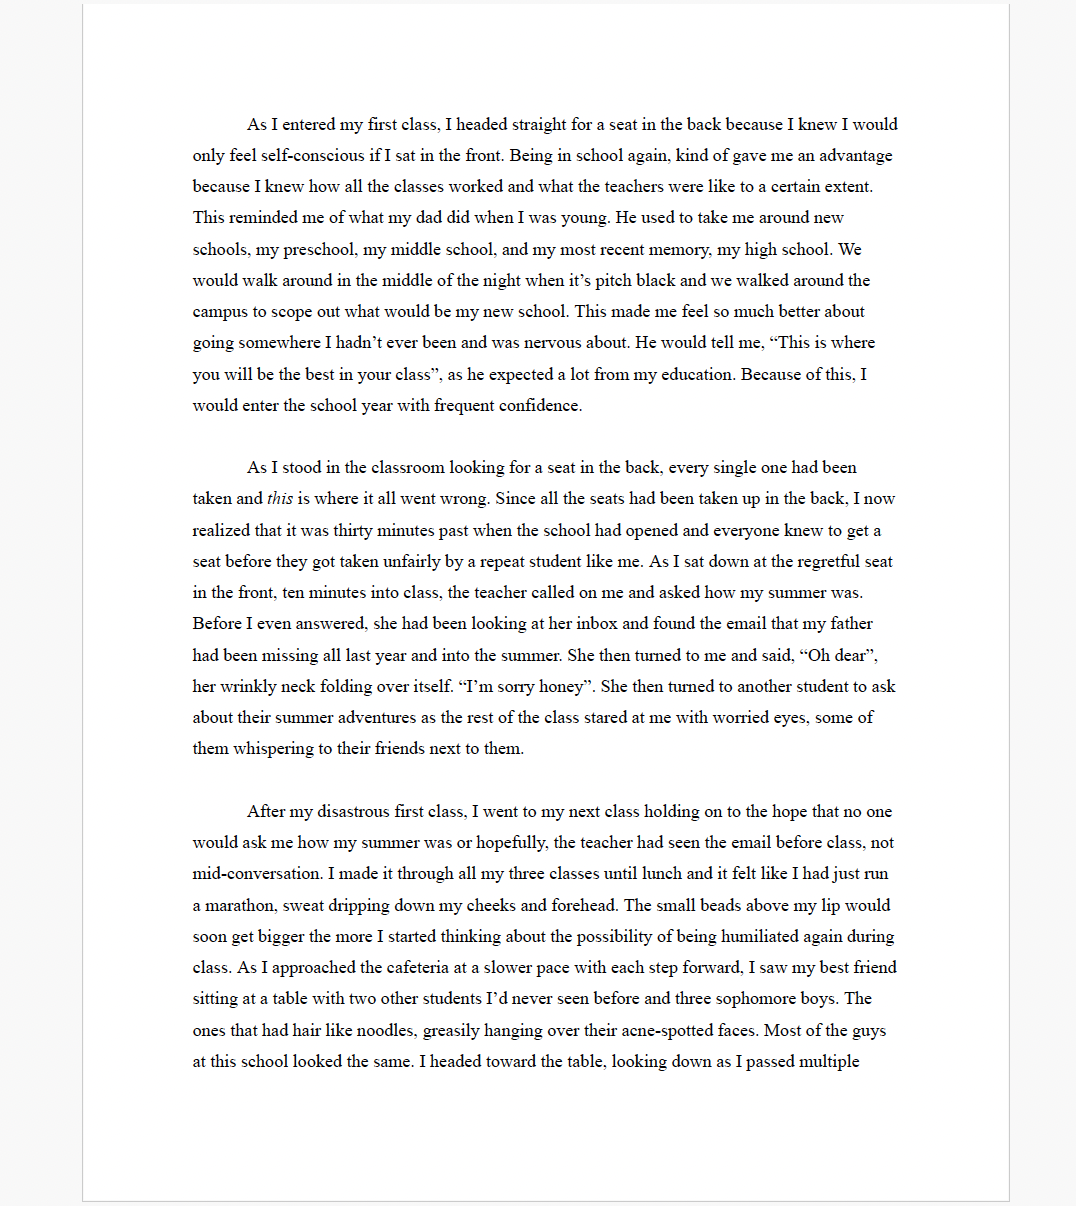 As I entered my first class, I headed straight for a seat in the back because I knew I would
only feel self-conscious if I sat in the front. Being in school again, kind of gave me an advantage
because I knew how all the classes worked and what the teachers were like to a certain extent.
This reminded me of what my dad did when I was young. He used to take me around new
schools, my preschool, my middle school, and my most recent memory, my high school. We
would walk around in the middle of the night when it’s pitch black and we walked around the
campus to scope out what would be my new school. This made me feel so much better about
going somewhere I hadn’t ever been and was nervous about. He would tell me, “This is where
you will be the best in your class”, as he expected a lot from my education. Because of this, I
would enter the school year with frequent confidence.
As I stood in the classroom looking for a seat in the back, every single one had been
taken and this is where it all went wrong. Since all the seats had been taken up in the back, I now
realized that it was thirty minutes past when the school had opened and everyone knew to get a
seat before they got taken unfairly by a repeat student like me. As I sat down at the regretful seat
in the front, ten minutes into class, the teacher called on me and asked how my summer was.
Before I even answered, she had been looking at her inbox and found the email that my father
had been missing all last year and into the summer. She then turned to me and said, “Oh dear”,
her wrinkly neck folding over itself. “I’m sorry honey”. She then turned to another student to ask
about their summer adventures as the rest of the class stared at me with worried eyes, some of
them whispering to their friends next to them.
After my disastrous first class, I went to my next class holding on to the hope that no one
would ask me how my summer was or hopefully, the teacher had seen the email before class, not
mid-conversation. I made it through all my three classes until lunch and it felt like I had just run
a marathon, sweat dripping down my cheeks and forehead. The small beads above my lip would
soon get bigger the more I started thinking about the possibility of being humiliated again during
class. As I approached the cafeteria at a slower pace with each step forward, I saw my best friend
sitting at a table with two other students I’d never seen before and three sophomore boys. The
ones that had hair like noodles, greasily hanging over their acne-spotted faces. Most of the guys
at this school looked the same. I headed toward the table, looking down as I passed multiple